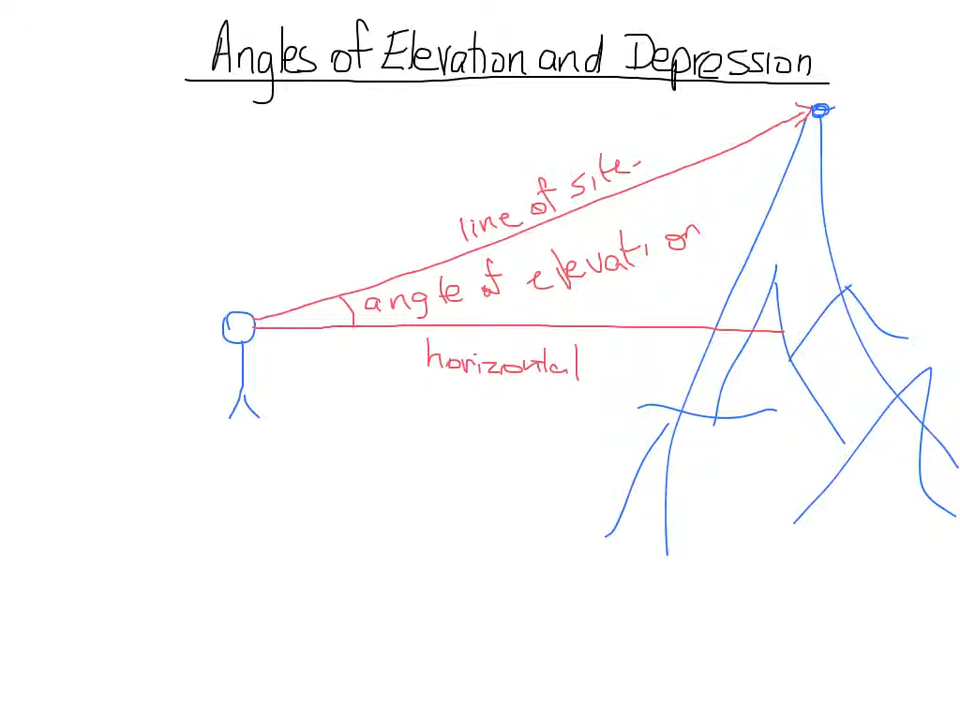 Angles of Elevation and Depression
line of site
angle of elevation
horizontal